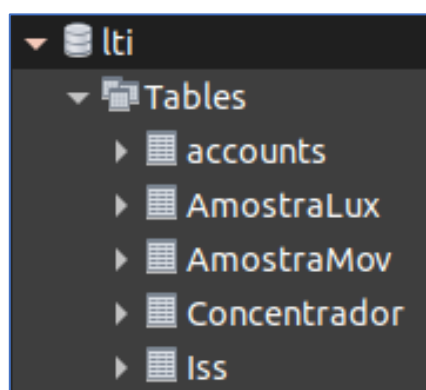 lti
Tables
accounts
AmostraLux
AmostraMov
Concentrador
Iss